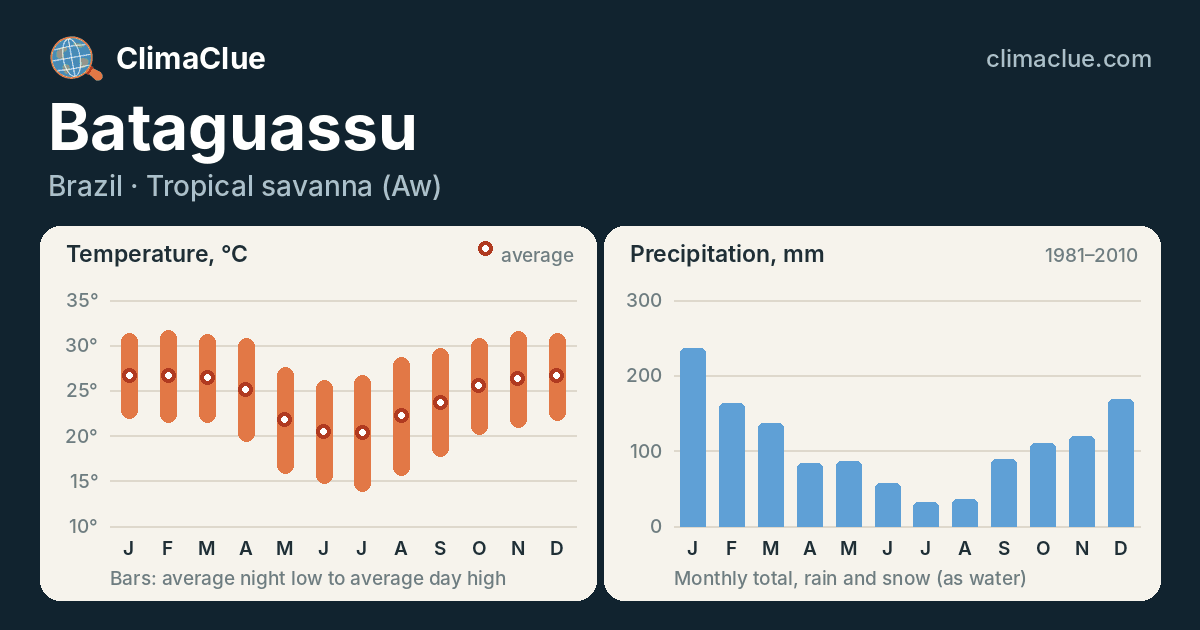 ClimaClue
climaclue.com
Bataguassu
Brazil · Tropical savanna (Aw)
Temperature, °C
average
35°
30°
25°
20°
15°
10°
J F M A M J J A S O N D
Bars: average night low to average day high
Precipitation, mm
1981–2010
300
200
100
0
J F M A M J J A S O N D
Monthly total, rain and snow (as water)